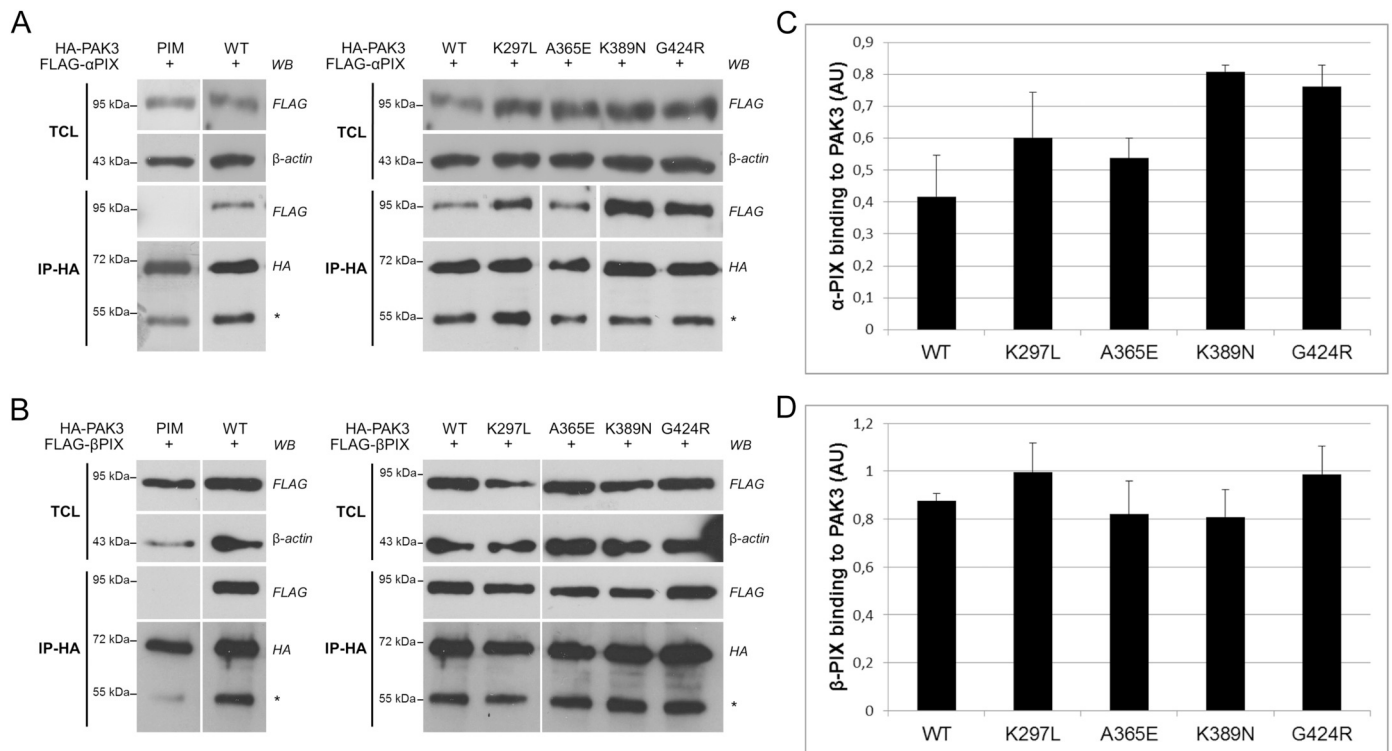 A
HA-PAK3 PIM WT
FLAG-αPIX + + WB
95 kDa FLAG
TCL
43 kDa β-actin
95 kDa FLAG
IP-HA
72 kDa HA
55 kDa *
HA-PAK3 WT K297L A365E K389N G424R
FLAG-αPIX + + + + + WB
95 kDa FLAG
TCL
43 kDa β-actin
95 kDa FLAG
IP-HA
72 kDa HA
55 kDa *
B
HA-PAK3 PIM WT
FLAG-βPIX + + WB
95 kDa FLAG
TCL
43 kDa β-actin
95 kDa FLAG
IP-HA
72 kDa HA
55 kDa *
HA-PAK3 WT K297L A365E K389N G424R
FLAG-βPIX + + + + + WB
95 kDa FLAG
TCL
43 kDa β-actin
95 kDa FLAG
IP-HA
72 kDa HA
55 kDa *
C
α-PIX binding to PAK3 (AU)
0,9
0,8
0,7
0,6
0,5
0,4
0,3
0,2
0,1
0
WT K297L A365E K389N G424R
D
β-PIX binding to PAK3 (AU)
1,2
1
0,8
0,6
0,4
0,2
0
WT K297L A365E K389N G424R